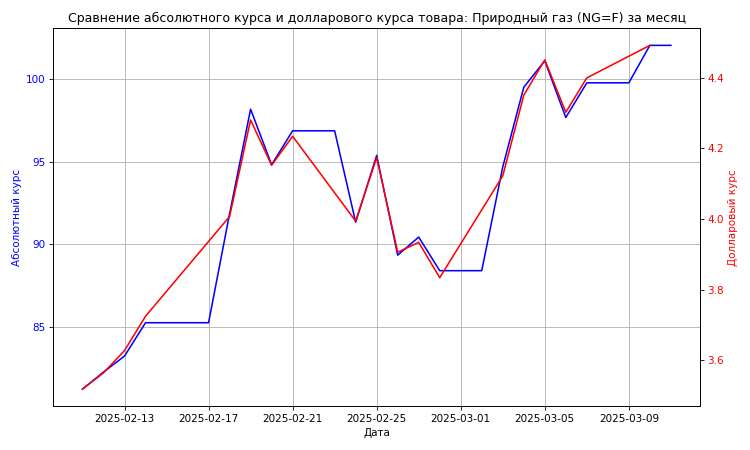 Сравнение абсолютного курса и долларового курса товара: Природный газ (NG=F) за месяц
100
95
90
85
Абсолютный курс
4.4
4.2
4.0
3.8
3.6
Долларовый курс
2025-02-13 2025-02-17 2025-02-21 2025-02-25 2025-03-01 2025-03-05 2025-03-09
Дата